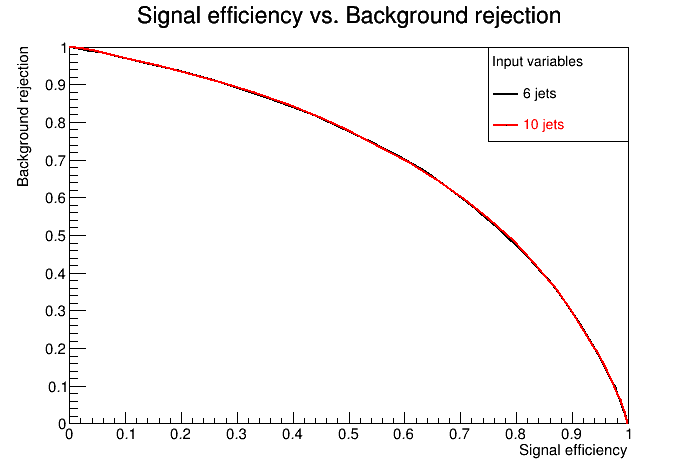 Signal efficiency vs. Background rejection
Background rejection
1
0.9
0.8
0.7
0.6
0.5
0.4
0.3
0.2
0.1
0
Input variables
6 jets
10 jets
0 0.1 0.2 0.3 0.4 0.5 0.6 0.7 0.8 0.9 1
Signal efficiency